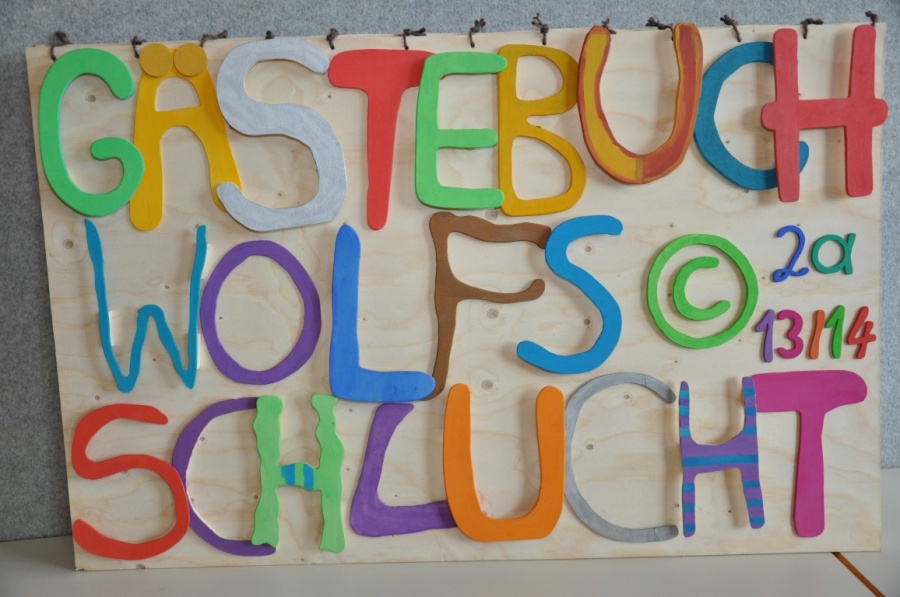 GÄSTEBUCH
WOLFS © 2a
13/14
SCHLUCHT